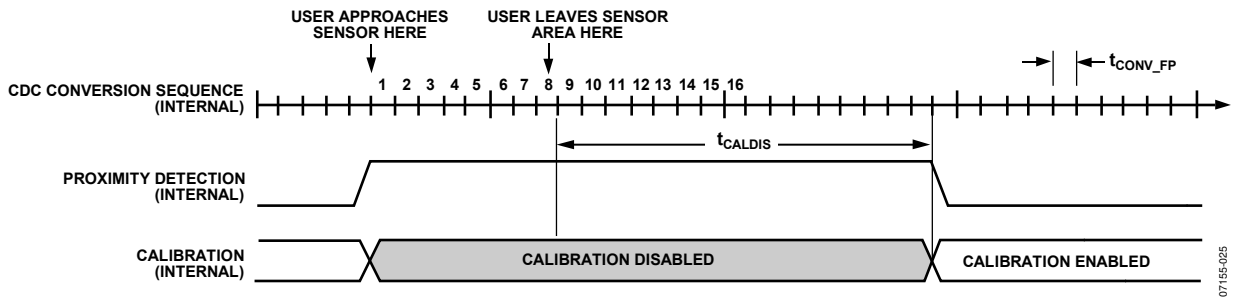 USER APPROACHES
SENSOR HERE
USER LEAVES SENSOR
AREA HERE
tCONV_FP
1 2 3 4 5 6 7 8 9 10 11 12 13 14 15 16
CDC CONVERSION SEQUENCE
(INTERNAL)
tCALDIS
PROXIMITY DETECTION
(INTERNAL)
CALIBRATION
(INTERNAL)
CALIBRATION DISABLED
CALIBRATION ENABLED
07155-025